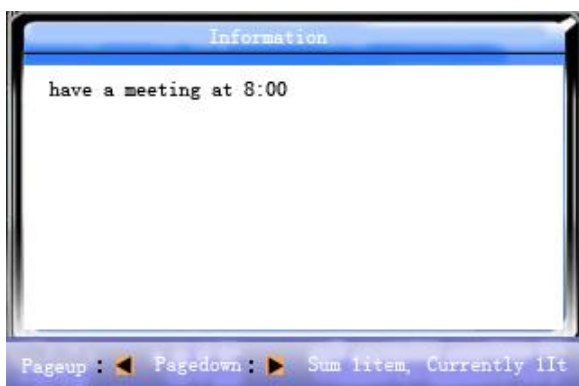 Information
have a meeting at 8:00
Pageup : Pagedown : Sum 1item, Currently 1It